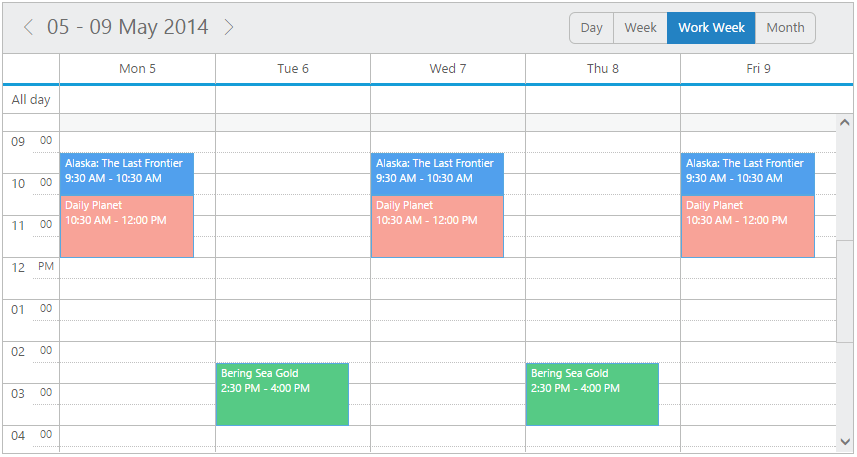 05 - 09 May 2014
Day Week Work Week Month
Mon 5 Tue 6 Wed 7 Thu 8 Fri 9
All day
09 00
Alaska: The Last Frontier Alaska: The Last Frontier Alaska: The Last Frontier
9:30 AM - 10:30 AM 9:30 AM - 10:30 AM 9:30 AM - 10:30 AM
10 00
Daily Planet Daily Planet Daily Planet
10:30 AM - 12:00 PM 10:30 AM - 12:00 PM 10:30 AM - 12:00 PM
11 00
12 PM
01 00
02 00
Bering Sea Gold Bering Sea Gold
2:30 PM - 4:00 PM 2:30 PM - 4:00 PM
03 00
04 00